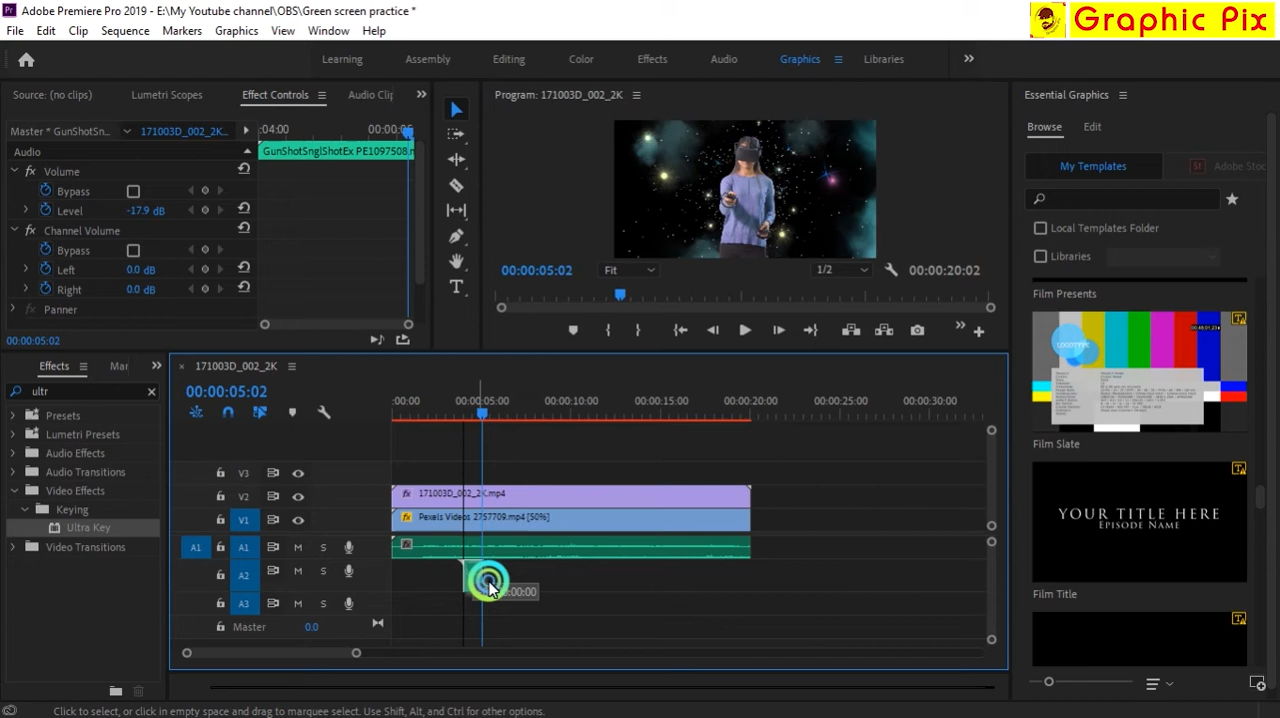 Adobe Premiere Pro 2019 - E:\My Youtube channel\OBS\Green screen practice *
Graphic Pix
File Edit Clip Sequence Markers Graphics View Window Help
Learning Assembly Editing Color Effects Audio Graphics Libraries
Source: (no clips) Lumetri Scopes Effect Controls Audio Clip
Master * GunShotSn... 171003D_002_2K...
:04:00 00:00:05
Audio
GunShotSnglShotEx PE1097508.
Volume
Bypass
Level -17.9 dB
Channel Volume
Bypass
Left 0.0 dB
Right 0.0 dB
Panner
00:00:05:02
Program: 171003D_002_2K
00:00:05:02 Fit 1/2 00:00:20:02
Essential Graphics
Browse Edit
My Templates Adobe Stoc
Local Templates Folder
Libraries
Film Presents
Film Slate
YOUR TITLE HERE
EPISODE NAME
Film Title
Effects Mar
ultr
Presets
Lumetri Presets
Audio Effects
Audio Transitions
Video Effects
Keying
Ultra Key
Video Transitions
171003D_002_2K
00:00:05:02
:00:00 00:00:05:00 00:00:10:00 00:00:15:00 00:00:20:00 00:00:25:00 00:00:30:00
V3
V2 171003D_002_2K.mp4
V1 Pexels Videos 2757709.mp4 [50%]
A1 A1 M S
A2 M S
:00:00
A3 M S
Master 0.0
Click to select, or click in empty space and drag to marquee select. Use Shift, Alt, and Ctrl for other options.